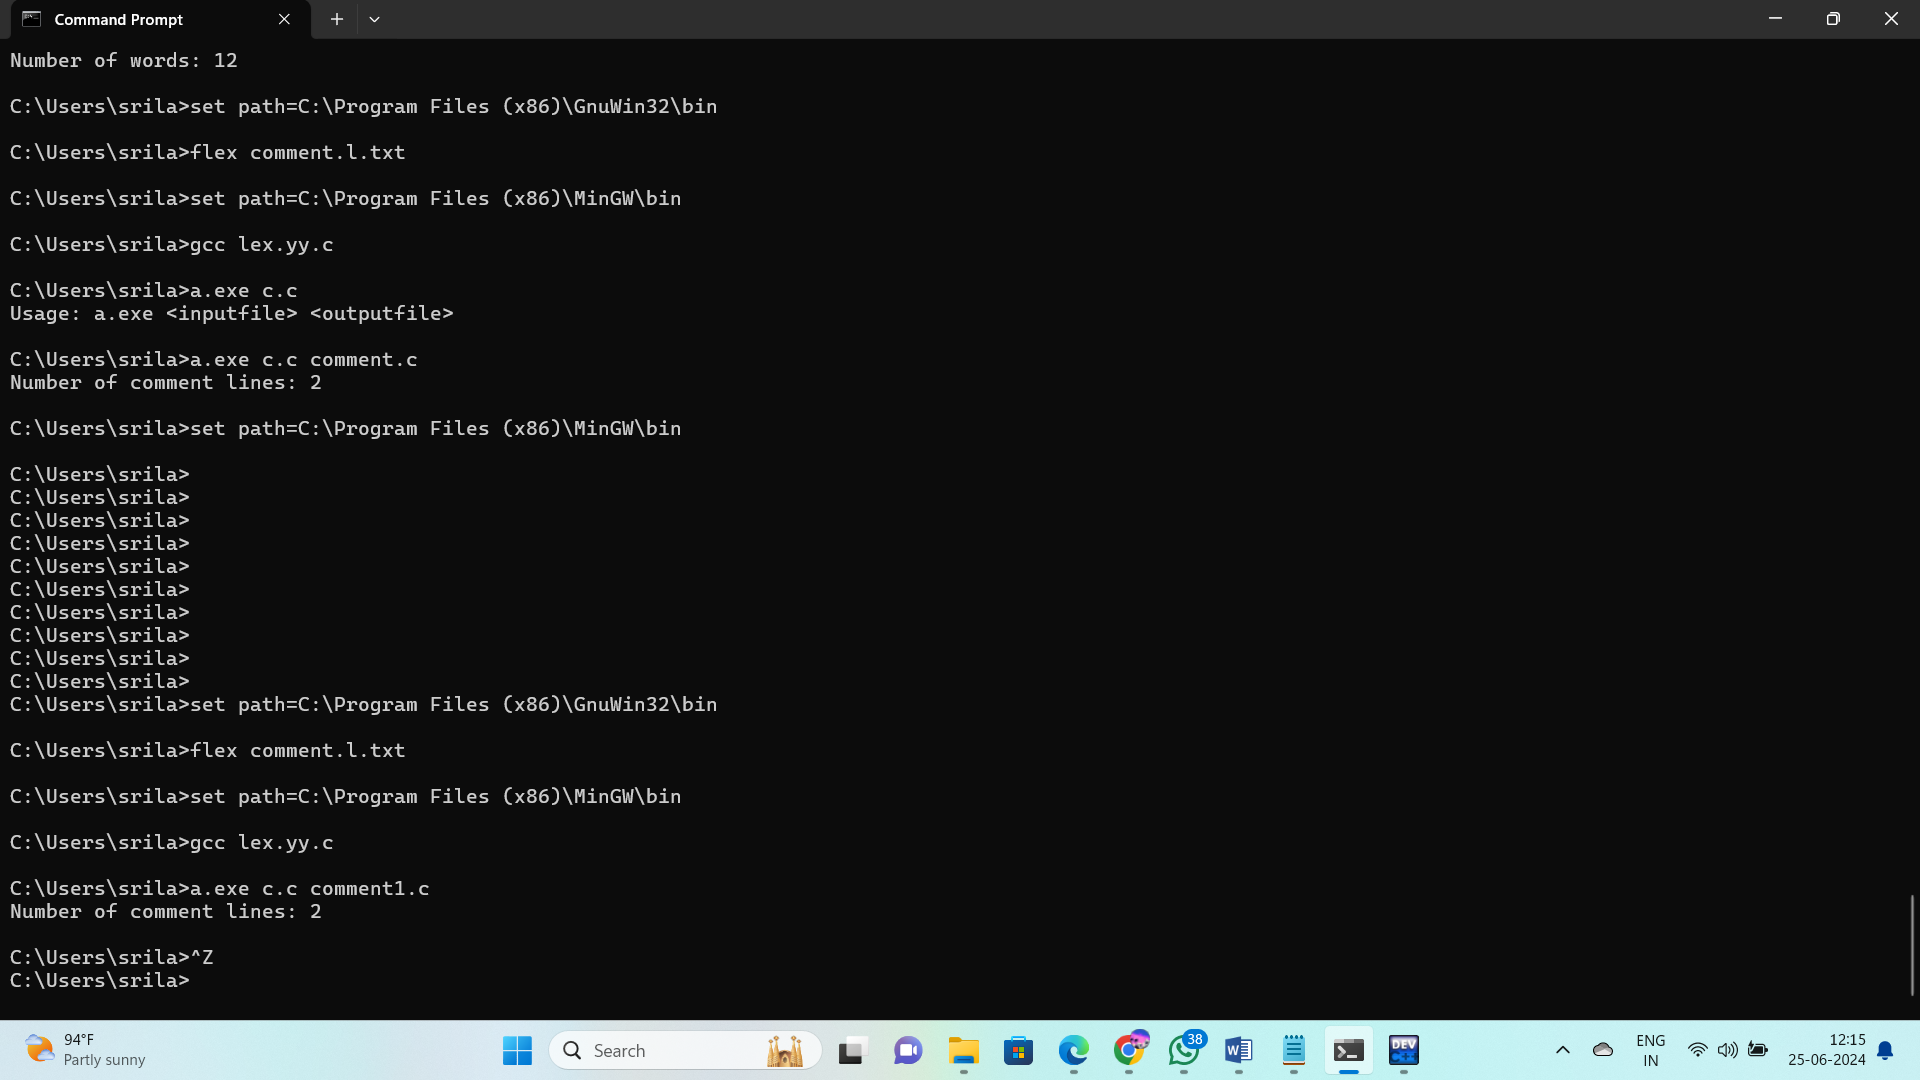 Command Prompt
Number of words: 12
C:\Users\srila>set path=C:\Program Files (x86)\GnuWin32\bin
C:\Users\srila>flex comment.l.txt
C:\Users\srila>set path=C:\Program Files (x86)\MinGW\bin
C:\Users\srila>gcc lex.yy.c
C:\Users\srila>a.exe c.c
Usage: a.exe <inputfile> <outputfile>
C:\Users\srila>a.exe c.c comment.c
Number of comment lines: 2
C:\Users\srila>set path=C:\Program Files (x86)\MinGW\bin
C:\Users\srila>
C:\Users\srila>
C:\Users\srila>
C:\Users\srila>
C:\Users\srila>
C:\Users\srila>
C:\Users\srila>
C:\Users\srila>
C:\Users\srila>
C:\Users\srila>
C:\Users\srila>set path=C:\Program Files (x86)\GnuWin32\bin
C:\Users\srila>flex comment.l.txt
C:\Users\srila>set path=C:\Program Files (x86)\MinGW\bin
C:\Users\srila>gcc lex.yy.c
C:\Users\srila>a.exe c.c comment1.c
Number of comment lines: 2
C:\Users\srila>^Z
C:\Users\srila>
94°F
Partly sunny
Search
38
W
DEV
C++
ENG
IN
12:15
25-06-2024